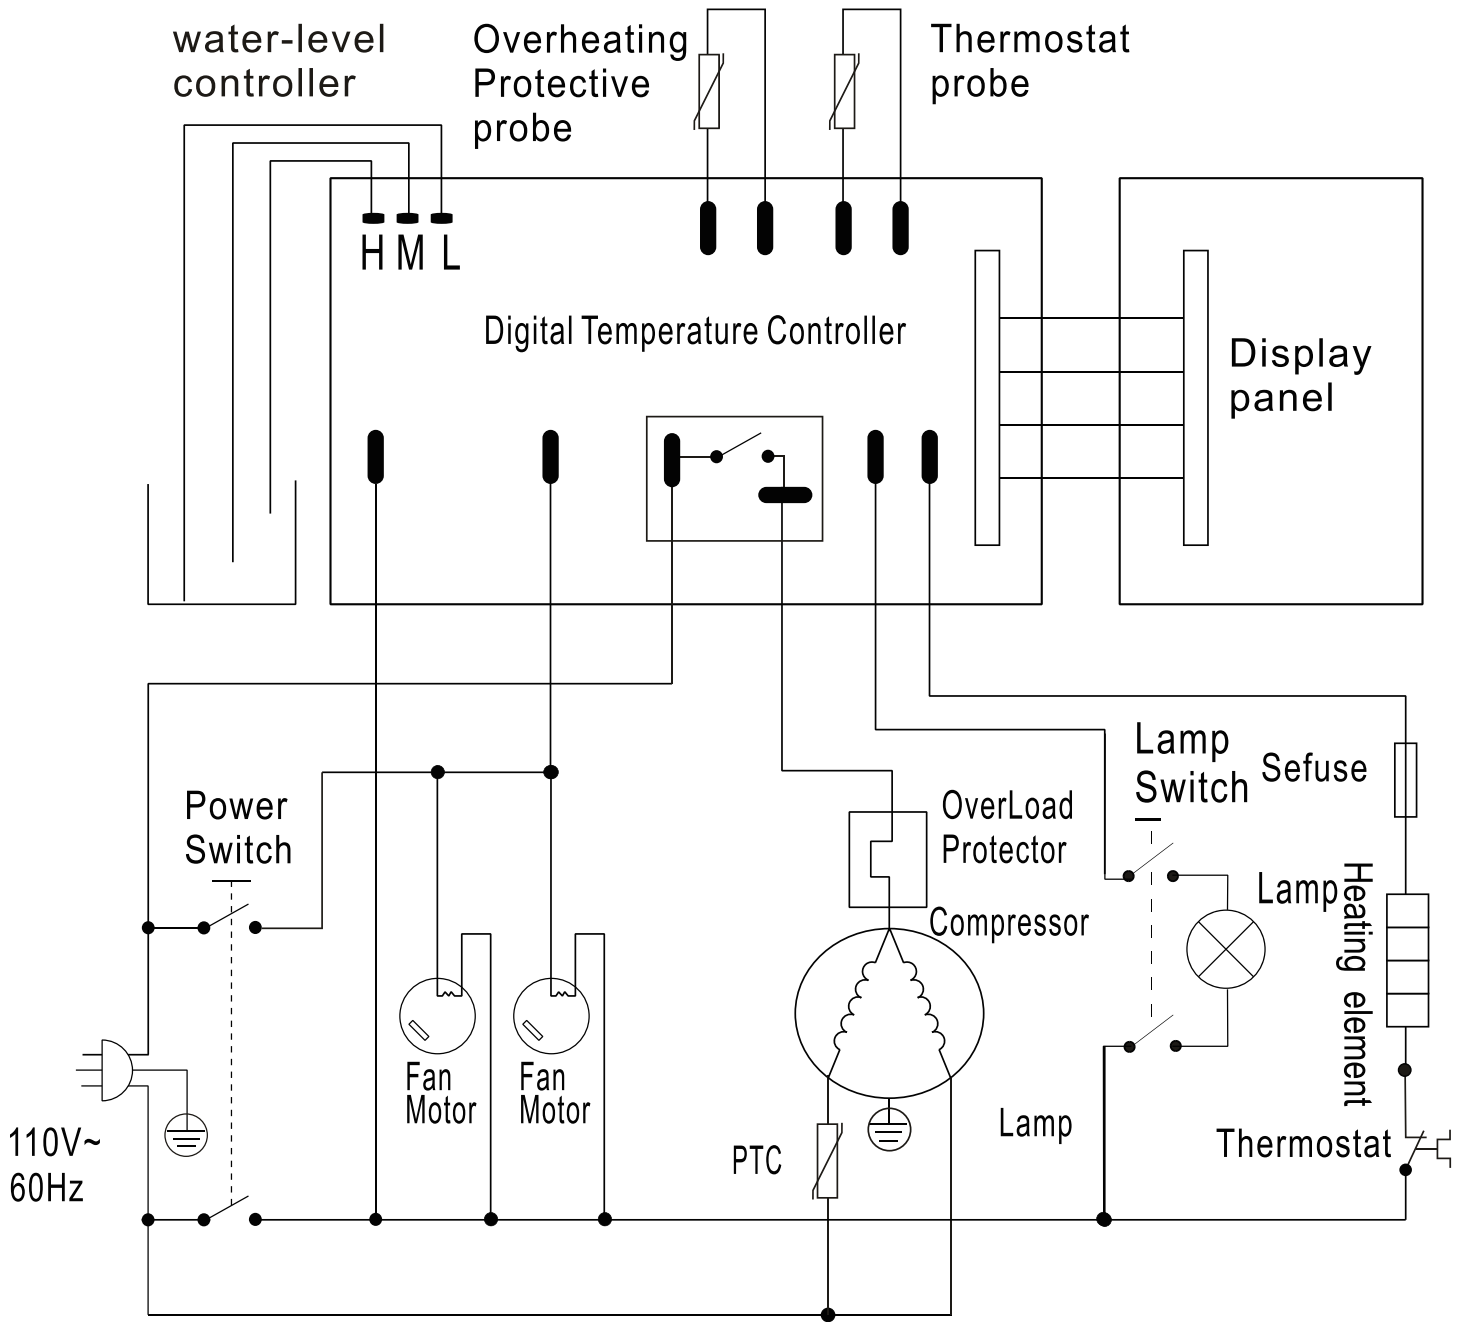 water-level
controller
Overheating
Protective
probe
Thermostat
probe
H M L
Digital Temperature Controller
Display
panel
Power
Switch
OverLoad
Protector
Compressor
Lamp
Switch
Sefuse
Lamp
Heating element
Fan
Motor
Fan
Motor
PTC
Lamp
Thermostat
110V~
60Hz